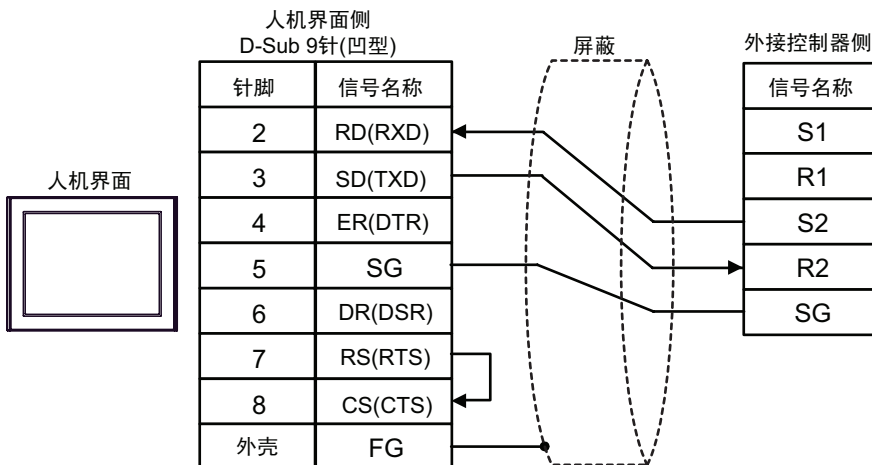 人机界面侧
D-Sub 9针(凹型)
屏蔽
外接控制器侧
针脚 信号名称
信号名称
2 RD(RXD)
S1
3 SD(TXD)
R1
人机界面
4 ER(DTR)
S2
5 SG
R2
6 DR(DSR)
SG
7 RS(RTS)
8 CS(CTS)
外壳 FG